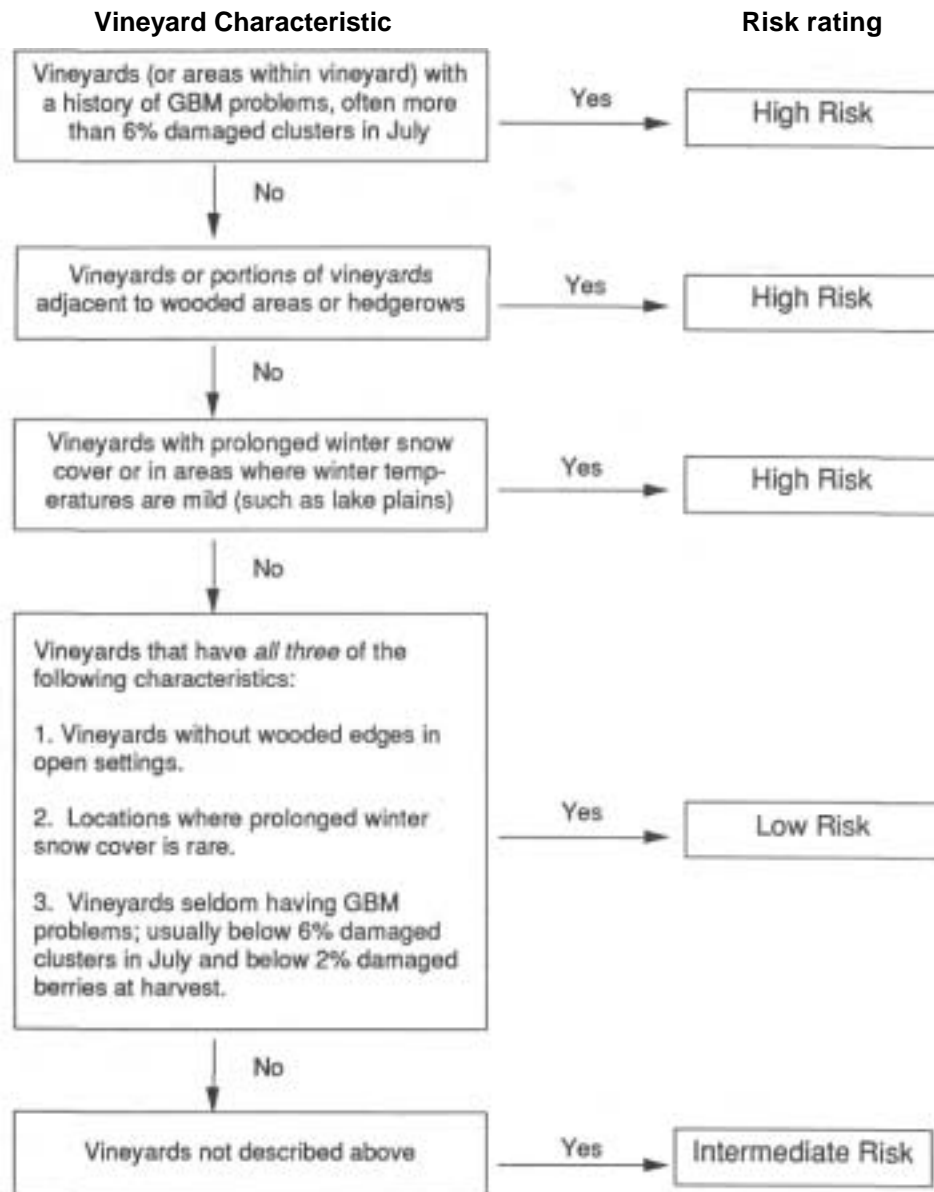 Vineyard Characteristic
Risk rating
Vineyards (or areas within vineyard) with
a history of GBM problems, often more
than 6% damaged clusters in July
Yes
High Risk
No
Vineyards or portions of vineyards
adjacent to wooded areas or hedgerows
Yes
High Risk
No
Vineyards with prolonged winter snow
cover or in areas where winter temp-
eratures are mild (such as lake plains)
Yes
High Risk
No
Vineyards that have all three of the
following characteristics:
1. Vineyards without wooded edges in
open settings.
2. Locations where prolonged winter
snow cover is rare.
3. Vineyards seldom having GBM
problems; usually below 6% damaged
clusters in July and below 2% damaged
berries at harvest.
Yes
Low Risk
No
Vineyards not described above
Yes
Intermediate Risk